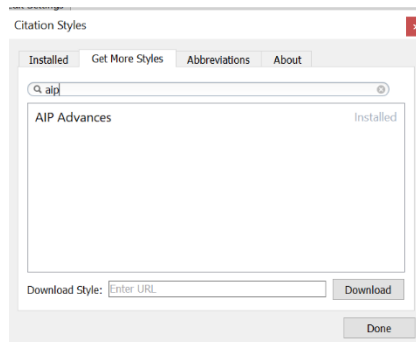 Citation Styles
Installed Get More Styles Abbreviations About
aip
AIP Advances Installed
Download Style: Enter URL Download
Done